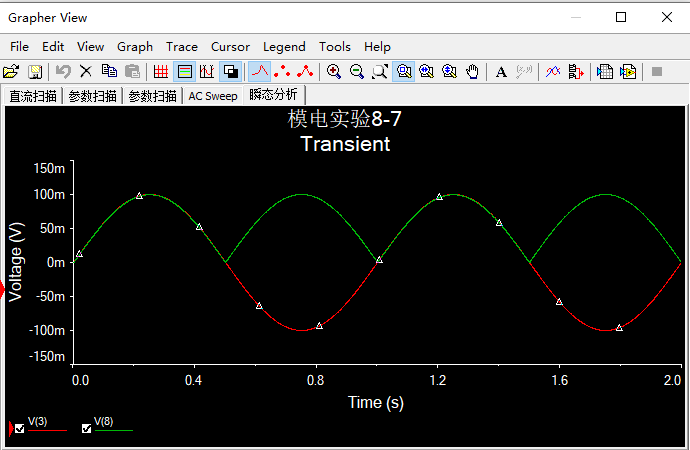 Grapher View
File Edit View Graph Trace Cursor Legend Tools Help
直流扫描 参数扫描 参数扫描 AC Sweep 瞬态分析
模电实验8-7
Transient
Voltage (V)
150m
100m
50m
0m
-50m
-100m
-150m
0.0 0.4 0.8 1.2 1.6 2.0
Time (s)
V(3) V(8)